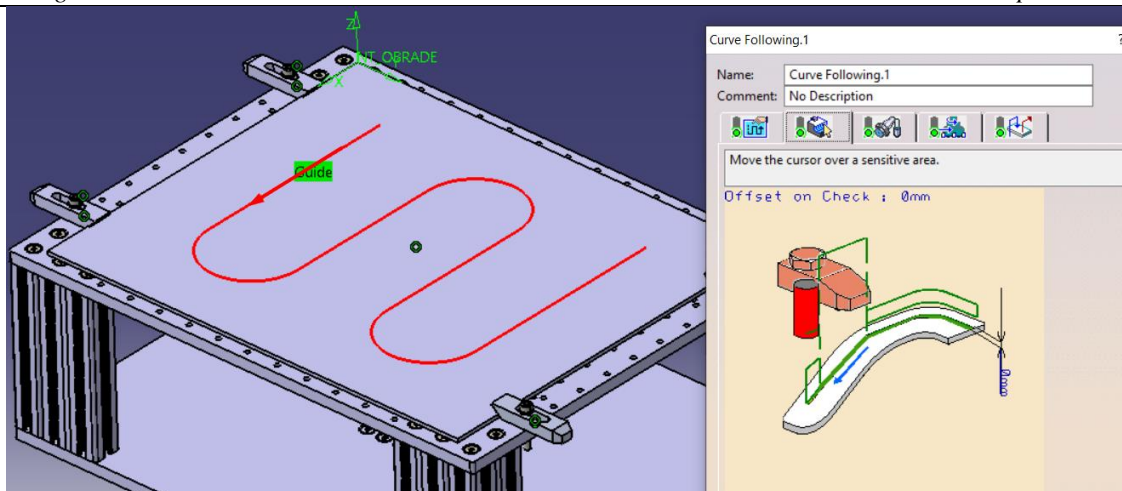 Z
NT_OBRADE
X
Guide
Curve Following.1
?
Name: Curve Following.1
Comment: No Description
Move the cursor over a sensitive area.
Offset on Check : 0mm
0mm